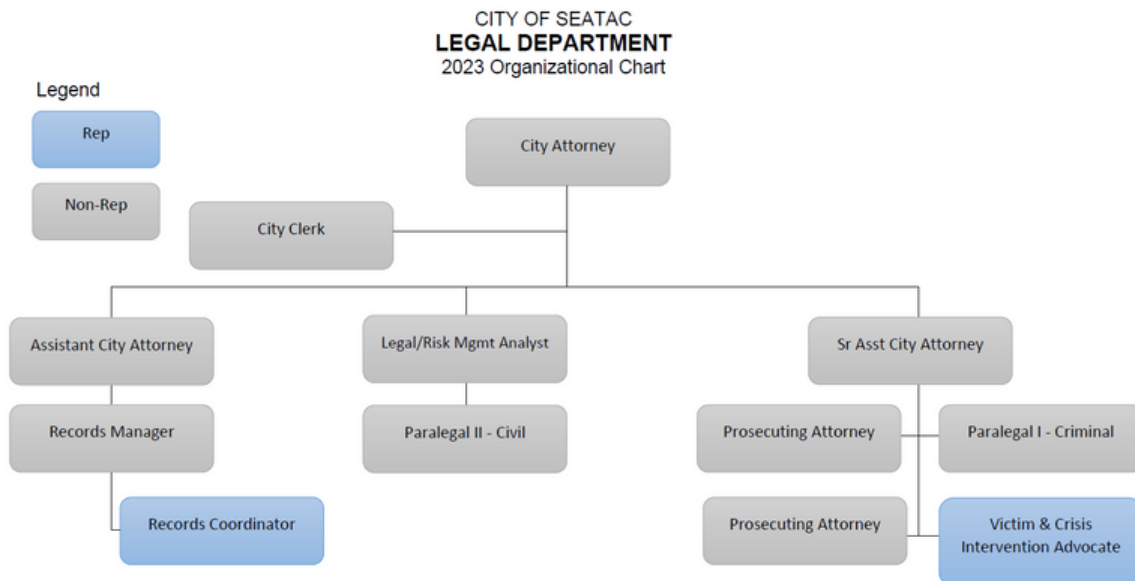 CITY OF SEATAC
LEGAL DEPARTMENT
2023 Organizational Chart
Legend
Rep
Non-Rep
City Attorney
City Clerk
Assistant City Attorney
Legal/Risk Mgmt Analyst
Sr Asst City Attorney
Records Manager
Paralegal II - Civil
Prosecuting Attorney
Paralegal I - Criminal
Records Coordinator
Prosecuting Attorney
Victim & Crisis
Intervention Advocate